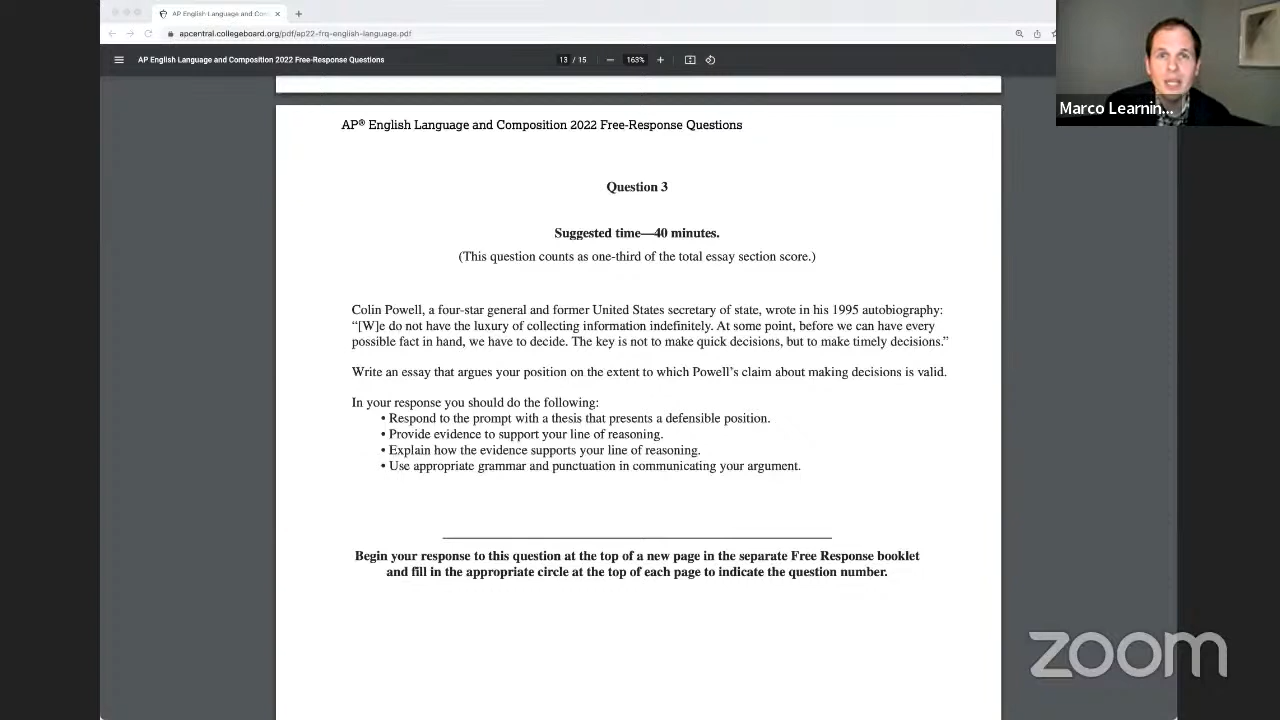 AP English Language and Com
apcentral.collegeboard.org/pdf/ap22-frq-english-language.pdf
AP English Language and Composition 2022 Free-Response Questions
13 / 15
163%
Marco Learnin...
AP® English Language and Composition 2022 Free-Response Questions
Question 3
Suggested time—40 minutes.
(This question counts as one-third of the total essay section score.)
Colin Powell, a four-star general and former United States secretary of state, wrote in his 1995 autobiography:
“[W]e do not have the luxury of collecting information indefinitely. At some point, before we can have every
possible fact in hand, we have to decide. The key is not to make quick decisions, but to make timely decisions.”
Write an essay that argues your position on the extent to which Powell’s claim about making decisions is valid.
In your response you should do the following:
• Respond to the prompt with a thesis that presents a defensible position.
• Provide evidence to support your line of reasoning.
• Explain how the evidence supports your line of reasoning.
• Use appropriate grammar and punctuation in communicating your argument.
Begin your response to this question at the top of a new page in the separate Free Response booklet
and fill in the appropriate circle at the top of each page to indicate the question number.
zoom